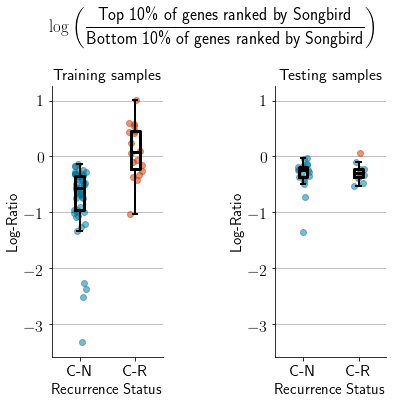 log ( Top 10% of genes ranked by Songbird
Bottom 10% of genes ranked by Songbird )
Training samples
1
0
−1
−2
−3
Log-Ratio
C-N C-R
Recurrence Status
Testing samples
1
0
−1
−2
−3
Log-Ratio
C-N C-R
Recurrence Status